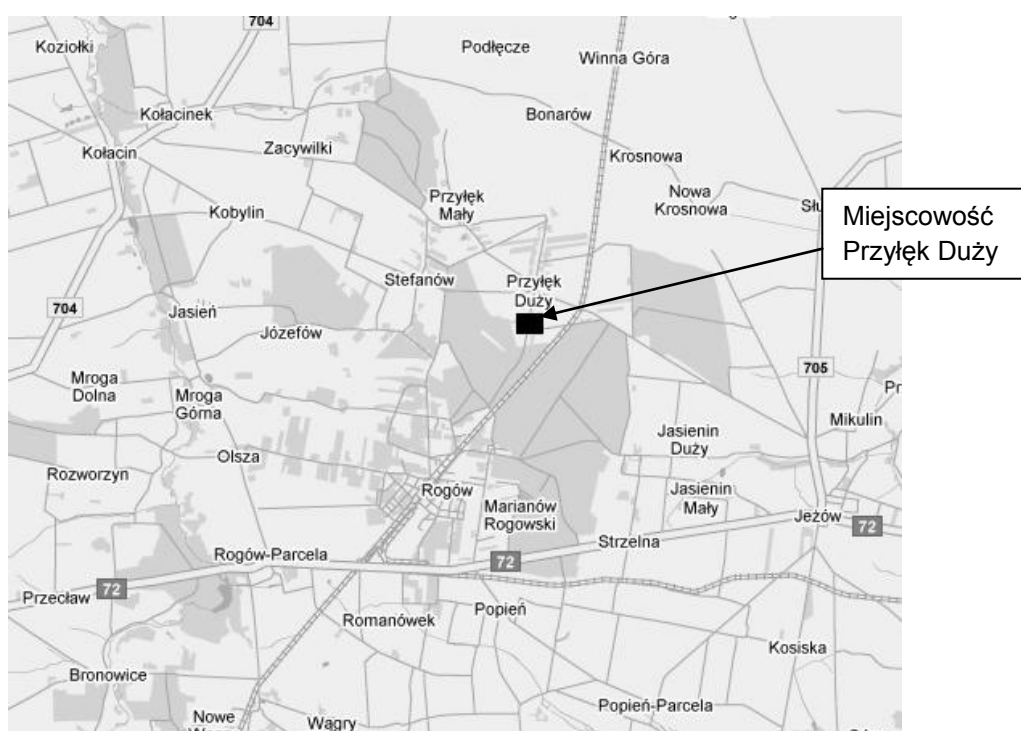 704
Koziołki
Podłęcze
Winna Góra
Kołacinek
Bonarów
Kołacin
Zacywilki
Krosnowa
Nowa
Krosnowa
Przyłęk
Mały
Kobylin
Miejscowość
Przyłęk Duży
Stefanów
Przyłęk
Duży
704
Jasień
Józefów
705
Mroga
Dolna
Mroga
Górna
Mikulin
Jasienin
Duży
Olsza
Rozworzyn
Rogów
Jasienin
Mały
Marianów
Rogowski
Jeżów
72
Strzelna
Rogów-Parcela
72
72
Przecław
Popień
Romanówek
Kosiska
Bronowice
Popień-Parcela
Nowe
Wągry